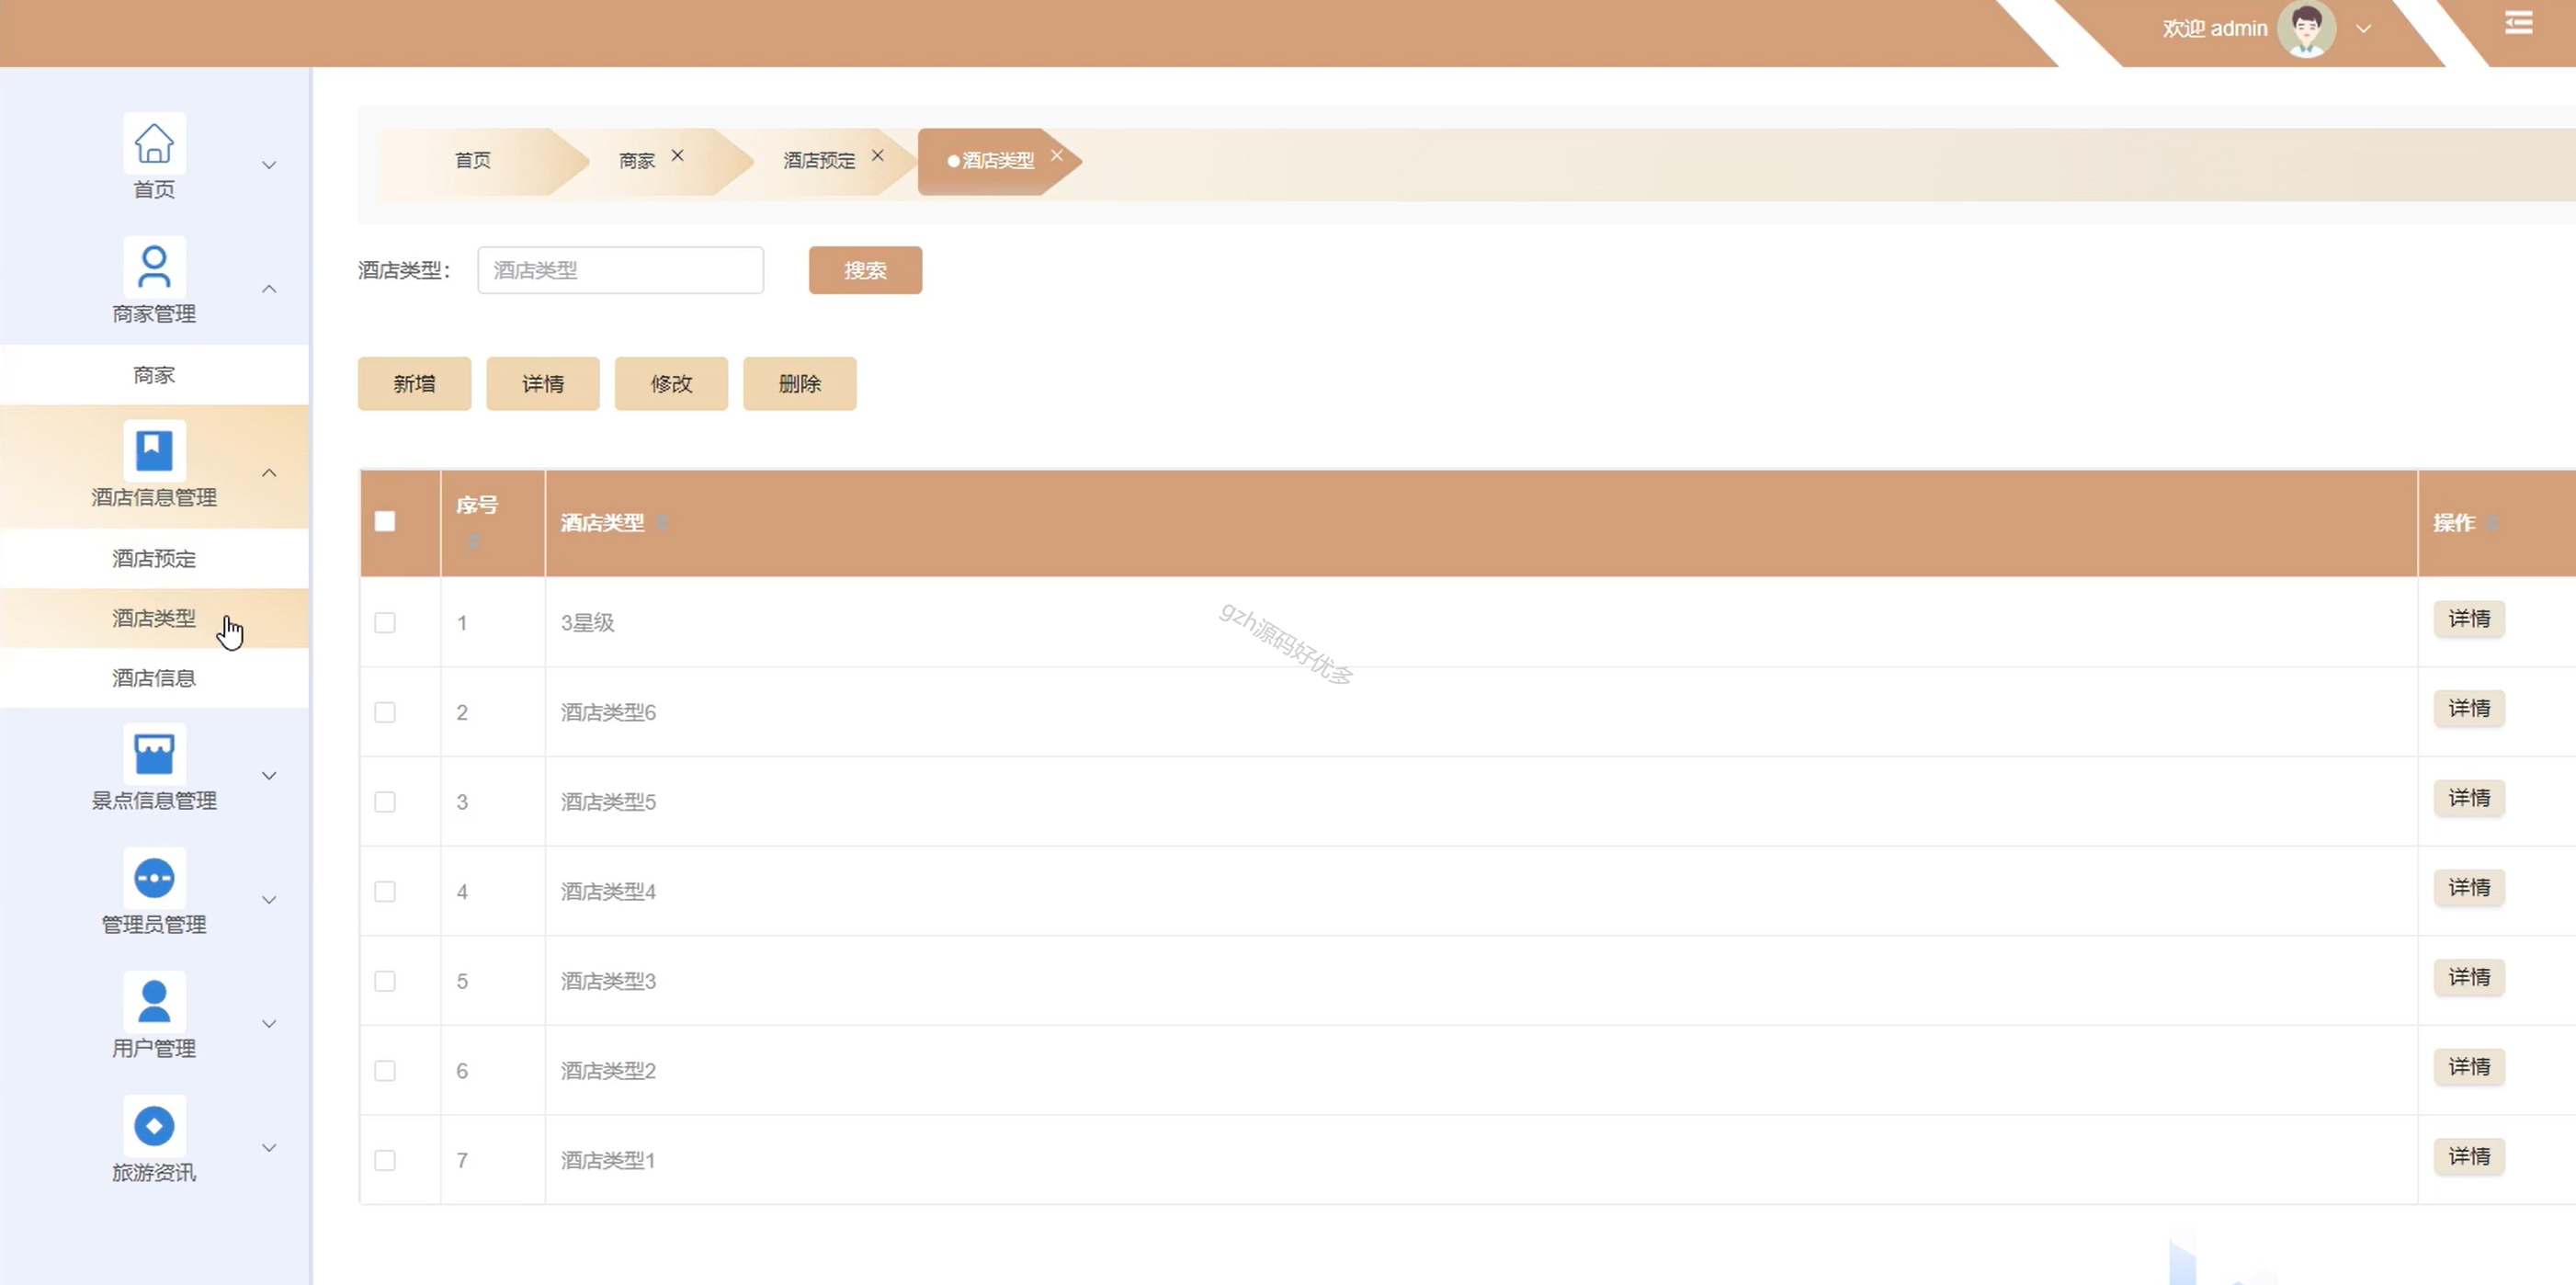 欢迎 admin
首页
商家管理
商家
酒店信息管理
酒店预定
酒店类型
酒店信息
景点信息管理
管理员管理
用户管理
旅游资讯
首页 商家 酒店预定 酒店类型
酒店类型： 酒店类型 搜索
新增 详情 修改 删除
序号 酒店类型 操作
1 3星级 详情
2 酒店类型6 详情
3 酒店类型5 详情
4 酒店类型4 详情
5 酒店类型3 详情
6 酒店类型2 详情
7 酒店类型1 详情
gzh源码好优多